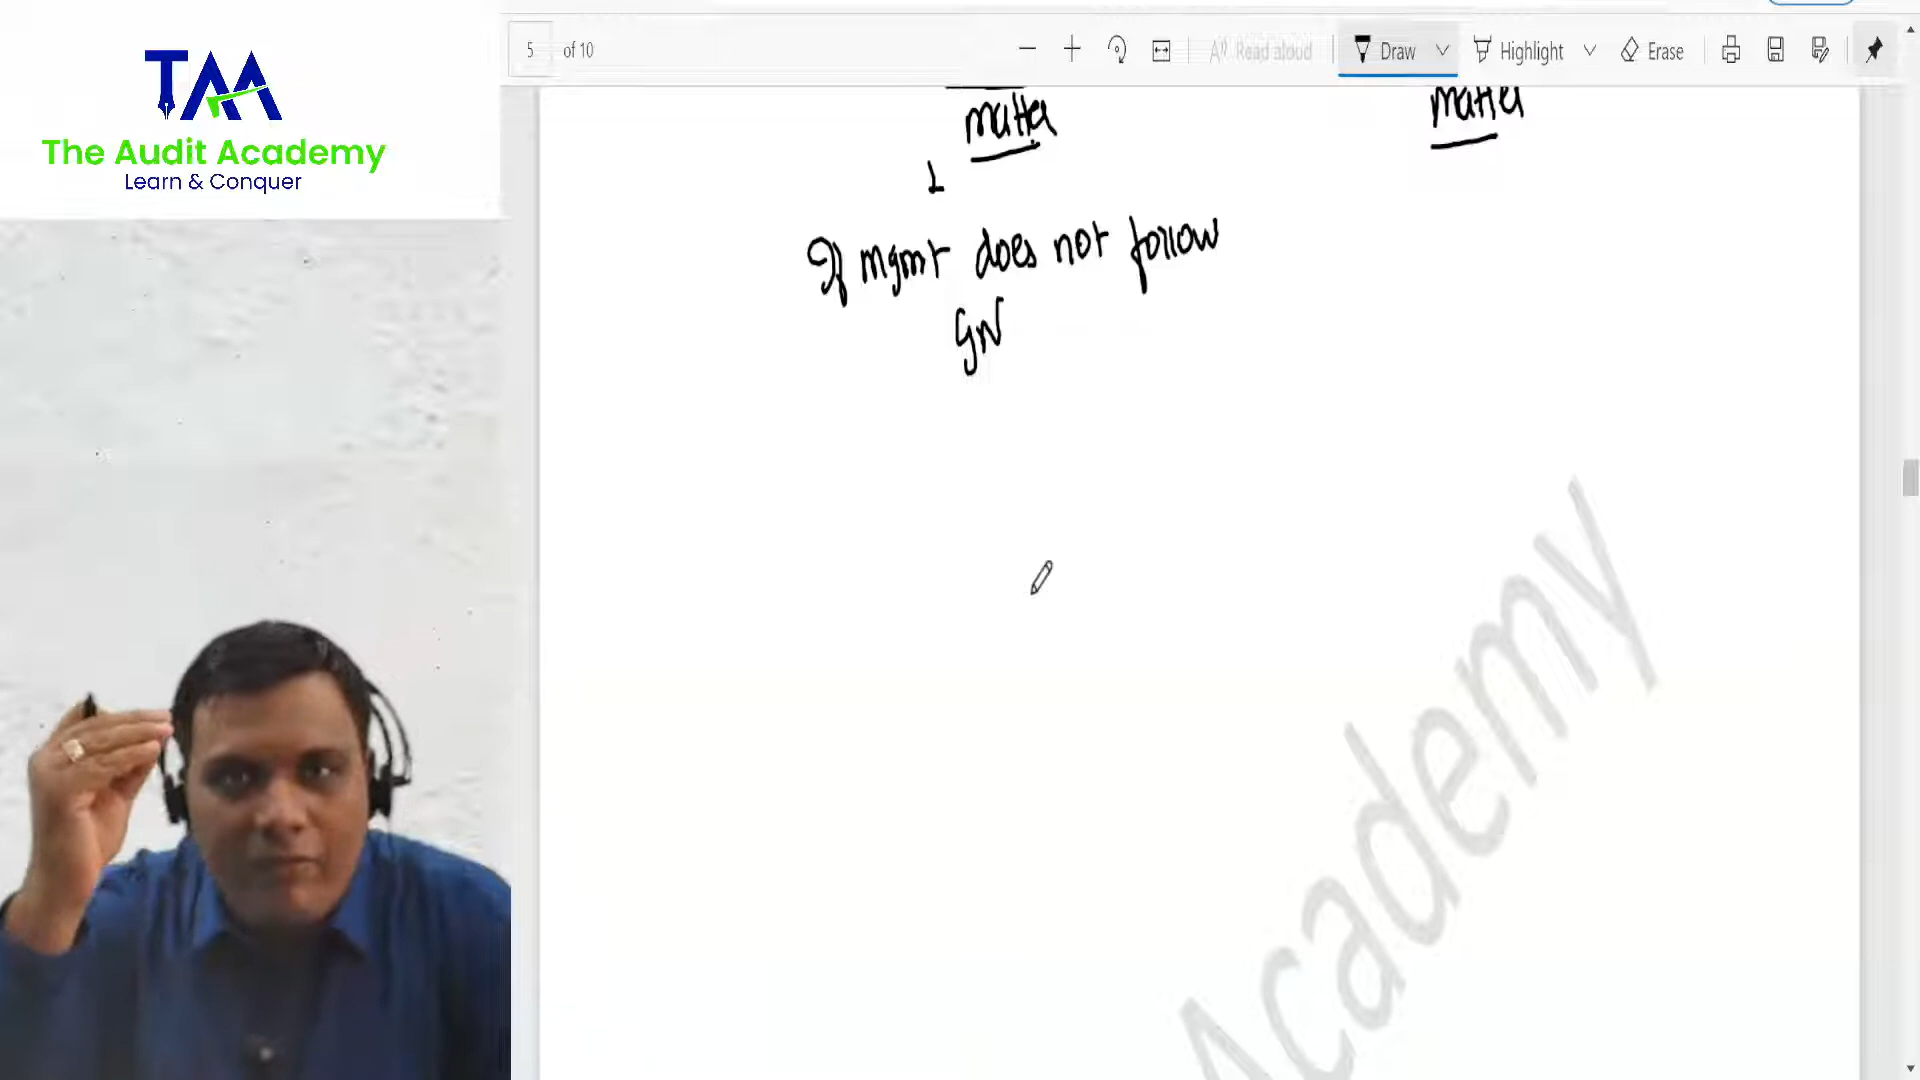 TAA
The Audit Academy
Learn & Conquer
5 of 10
Read aloud
Draw
Highlight
Erase
matter
matter
If mgmt does not follow
GN
Academy